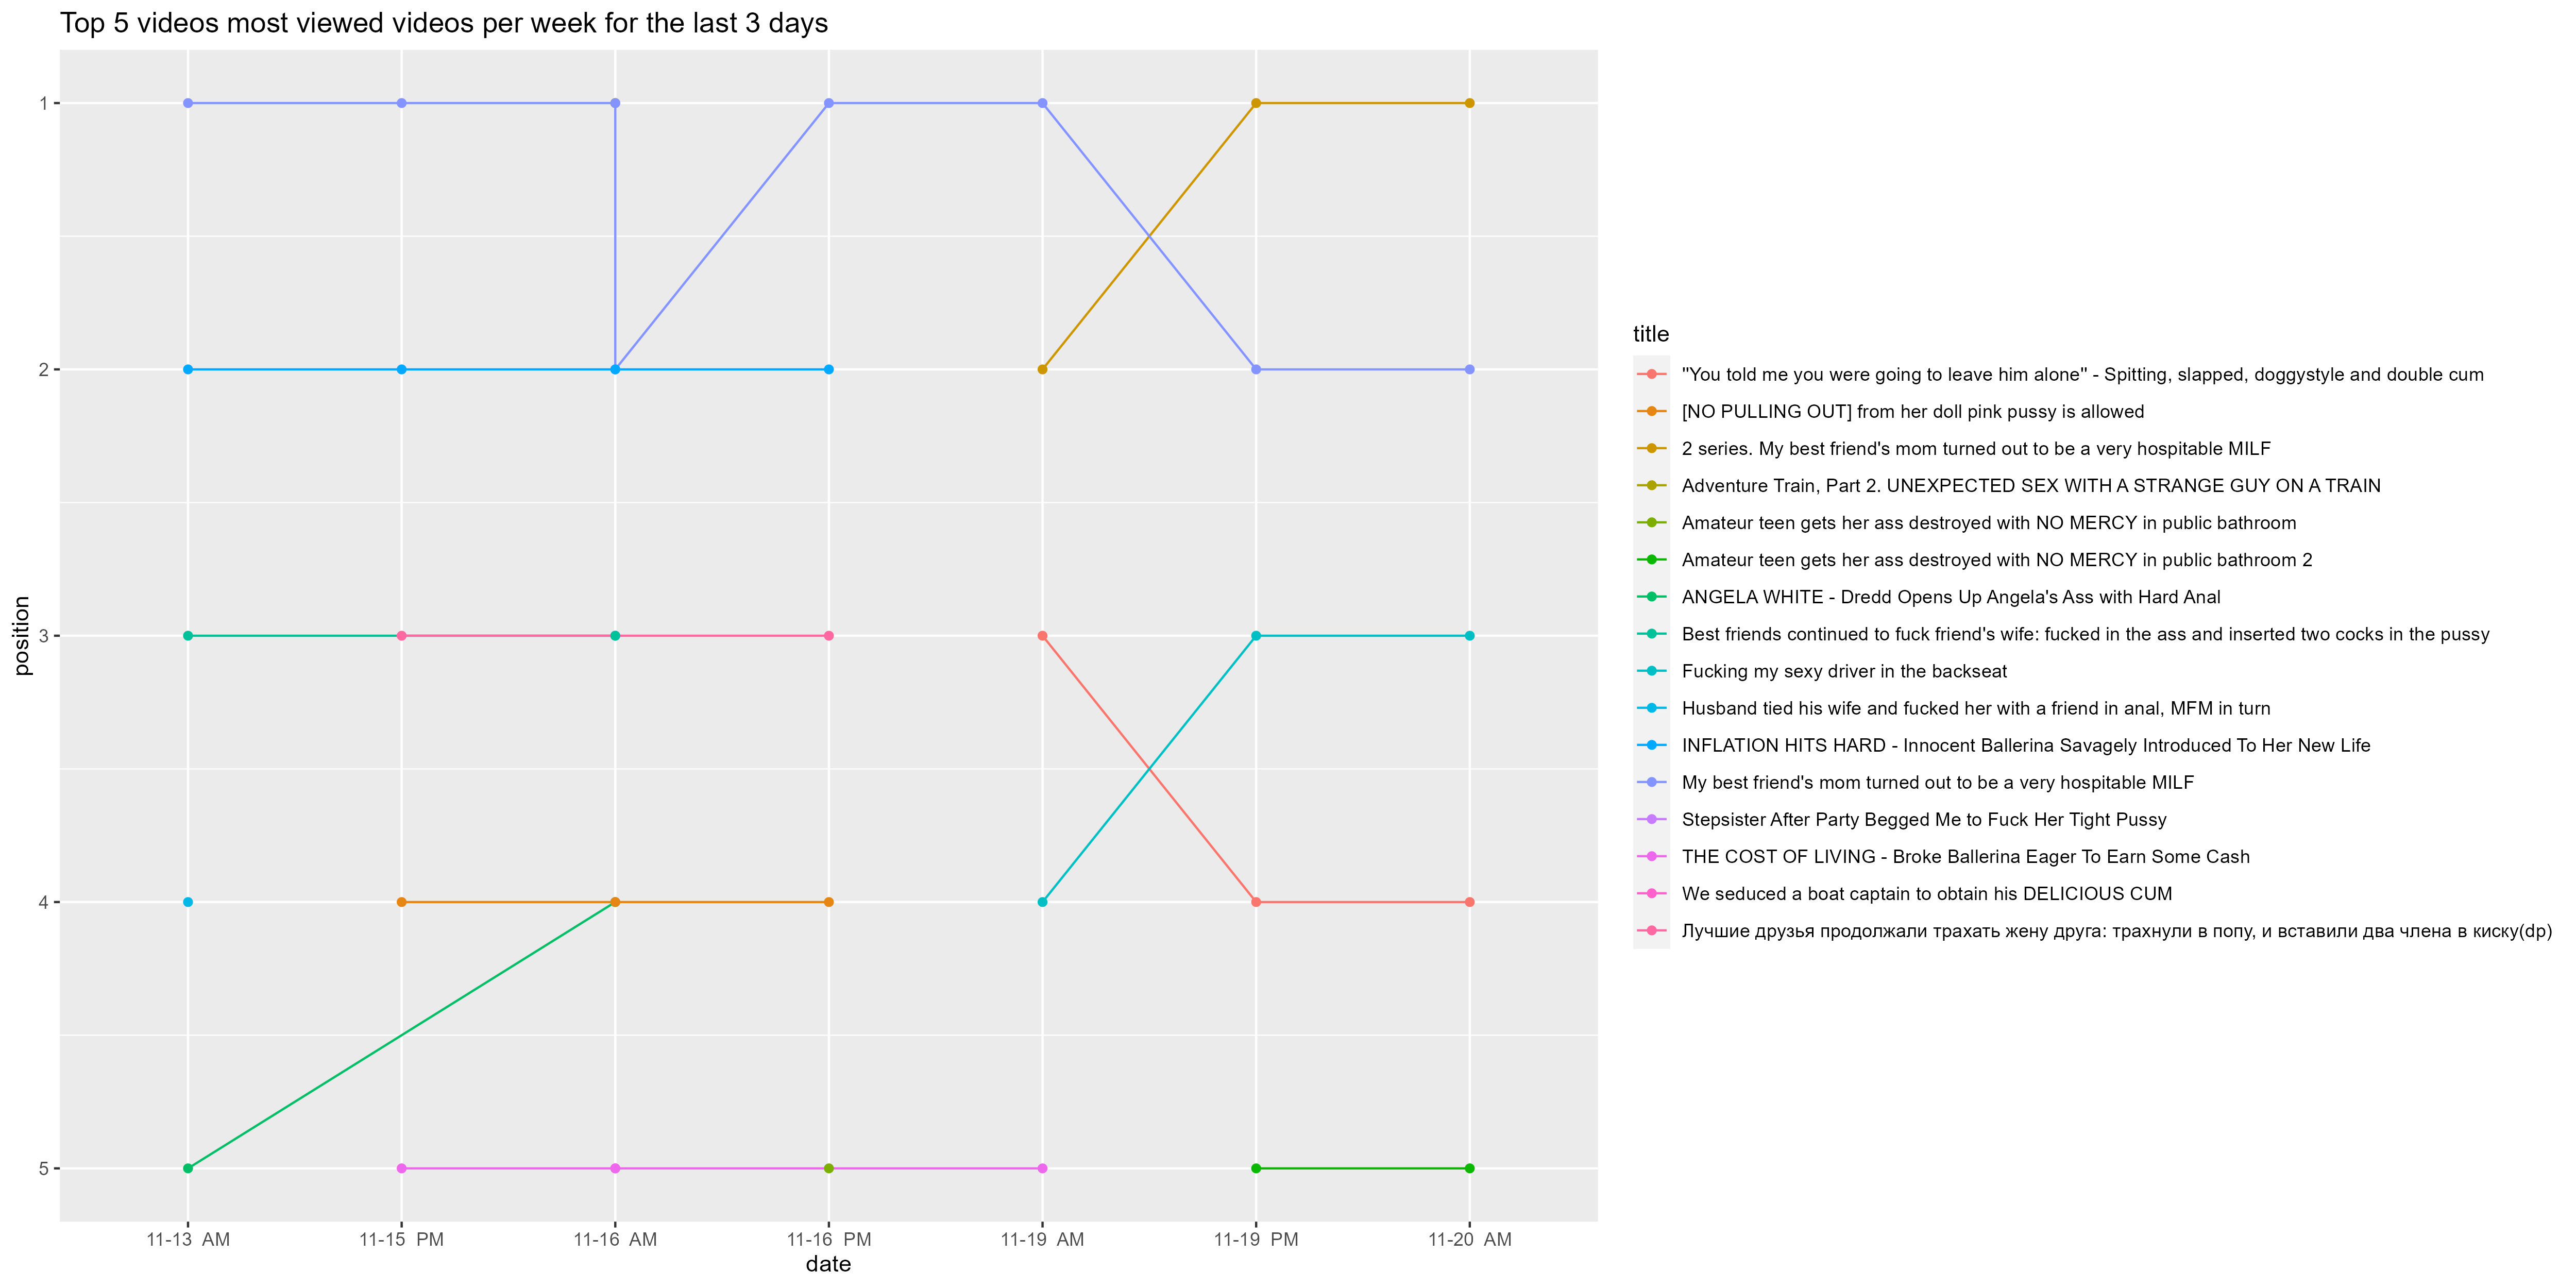 Top 5 videos most viewed videos per week for the last 3 days
position
1
2
3
4
5
11-13 AM
11-15 PM
11-16 AM
11-16 PM
11-19 AM
11-19 PM
11-20 AM
date
title
"You told me you were going to leave him alone" - Spitting, slapped, doggystyle and double cum
[NO PULLING OUT] from her doll pink pussy is allowed
2 series. My best friend's mom turned out to be a very hospitable MILF
Adventure Train, Part 2. UNEXPECTED SEX WITH A STRANGE GUY ON A TRAIN
Amateur teen gets her ass destroyed with NO MERCY in public bathroom
Amateur teen gets her ass destroyed with NO MERCY in public bathroom 2
ANGELA WHITE - Dredd Opens Up Angela's Ass with Hard Anal
Best friends continued to fuck friend's wife: fucked in the ass and inserted two cocks in the pussy
Fucking my sexy driver in the backseat
Husband tied his wife and fucked her with a friend in anal, MFM in turn
INFLATION HITS HARD - Innocent Ballerina Savagely Introduced To Her New Life
My best friend's mom turned out to be a very hospitable MILF
Stepsister After Party Begged Me to Fuck Her Tight Pussy
THE COST OF LIVING - Broke Ballerina Eager To Earn Some Cash
We seduced a boat captain to obtain his DELICIOUS CUM
Лучшие друзья продолжали трахать жену друга: трахнули в попу, и вставили два члена в киску(dp)